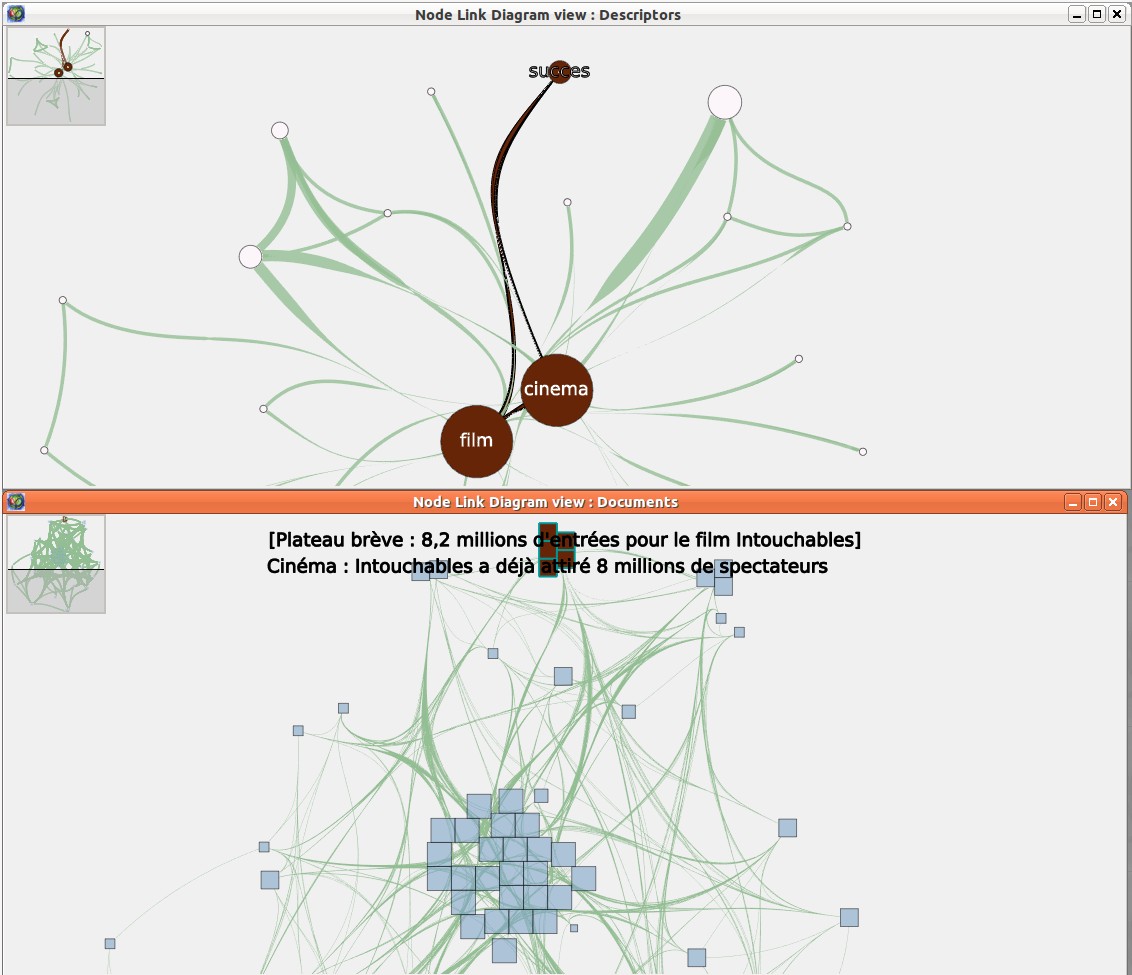 Node Link Diagram view : Descriptors
succes
cinema
film
Node Link Diagram view : Documents
[Plateau brève : 8,2 millions d'entrées pour le film Intouchables]
Cinéma : Intouchables a déjà attiré 8 millions de spectateurs